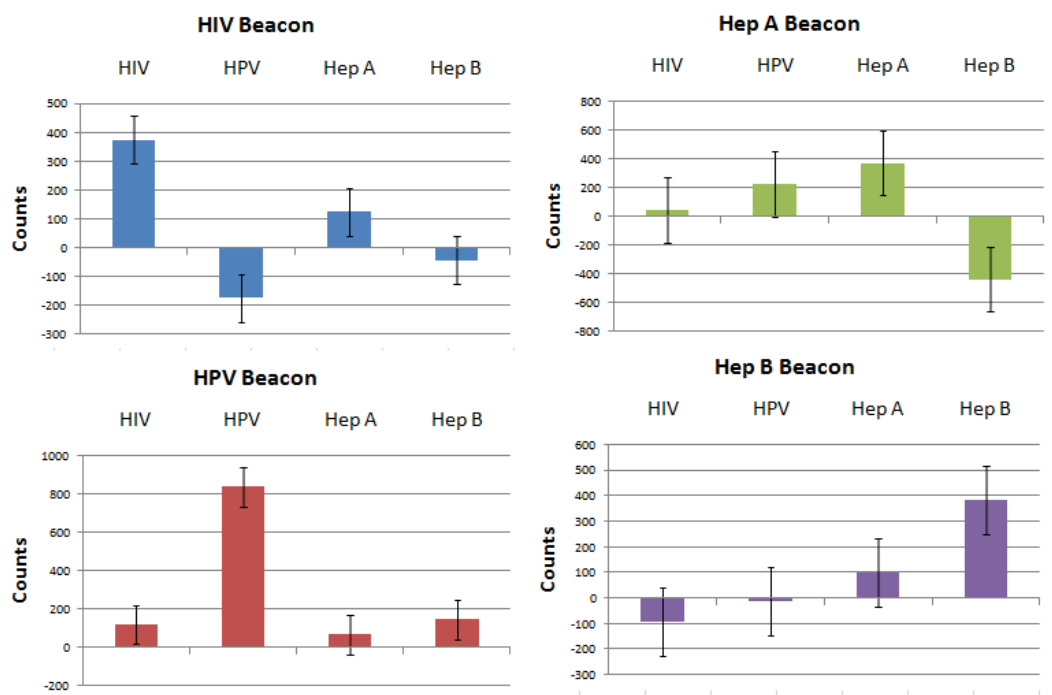 HIV Beacon
HIV HPV Hep A Hep B
Counts
500
400
300
200
100
0
-100
-200
-300
Hep A Beacon
HIV HPV Hep A Hep B
Counts
800
600
400
200
0
-200
-400
-600
-800
HPV Beacon
HIV HPV Hep A Hep B
Counts
1000
800
600
400
200
0
-200
Hep B Beacon
HIV HPV Hep A Hep B
Counts
600
500
400
300
200
100
0
-100
-200
-300